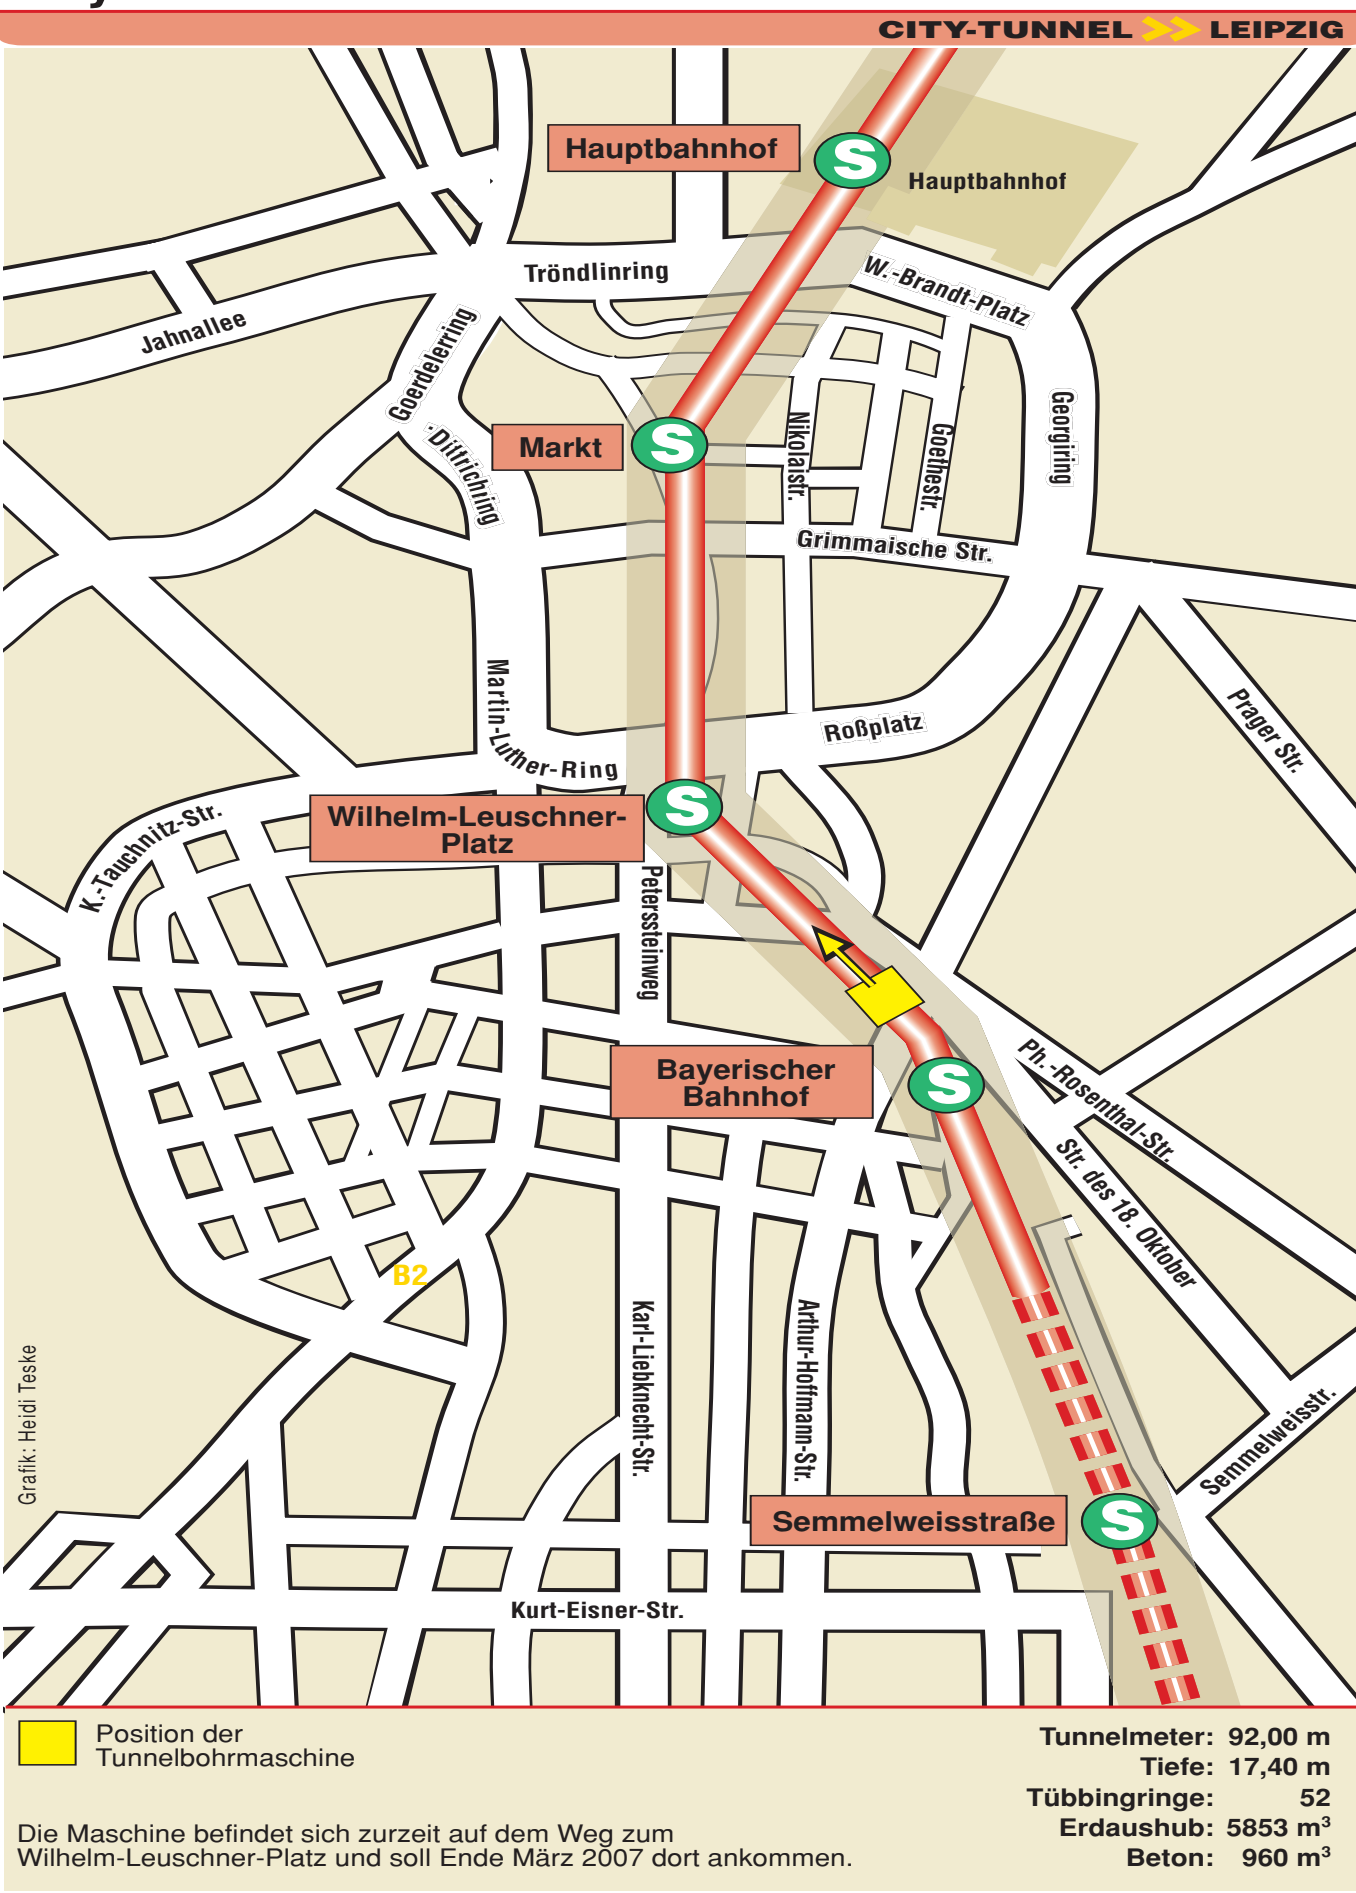 CITY-TUNNEL >> LEIPZIG
Hauptbahnhof
S
Hauptbahnhof
Tröndlinring
W.-Brandt-Platz
Jahnallee
Goerdelerring
Dittrichring
Markt
S
Nikolaistr.
Goethestr.
Georgiring
Grimmaische Str.
Martin-Luther-Ring
Roßplatz
Prager Str.
K.-Tauchnitz-Str.
Wilhelm-Leuschner-
Platz
S
Peterssteinweg
Bayerischer
Bahnhof
S
Ph.-Rosenthal-Str.
Str. des 18. Oktober
B2
Karl-Liebknecht-Str.
Arthur-Hoffmann-Str.
Semmelweisstr.
Semmelweisstraße
S
Kurt-Eisner-Str.
Grafik: Heidi Teske
Position der
Tunnelbohrmaschine
Die Maschine befindet sich zurzeit auf dem Weg zum
Wilhelm-Leuschner-Platz und soll Ende März 2007 dort ankommen.
Tunnelmeter: 92,00 m
Tiefe: 17,40 m
Tübbingringe: 52
Erdaushub: 5853 m³
Beton: 960 m³